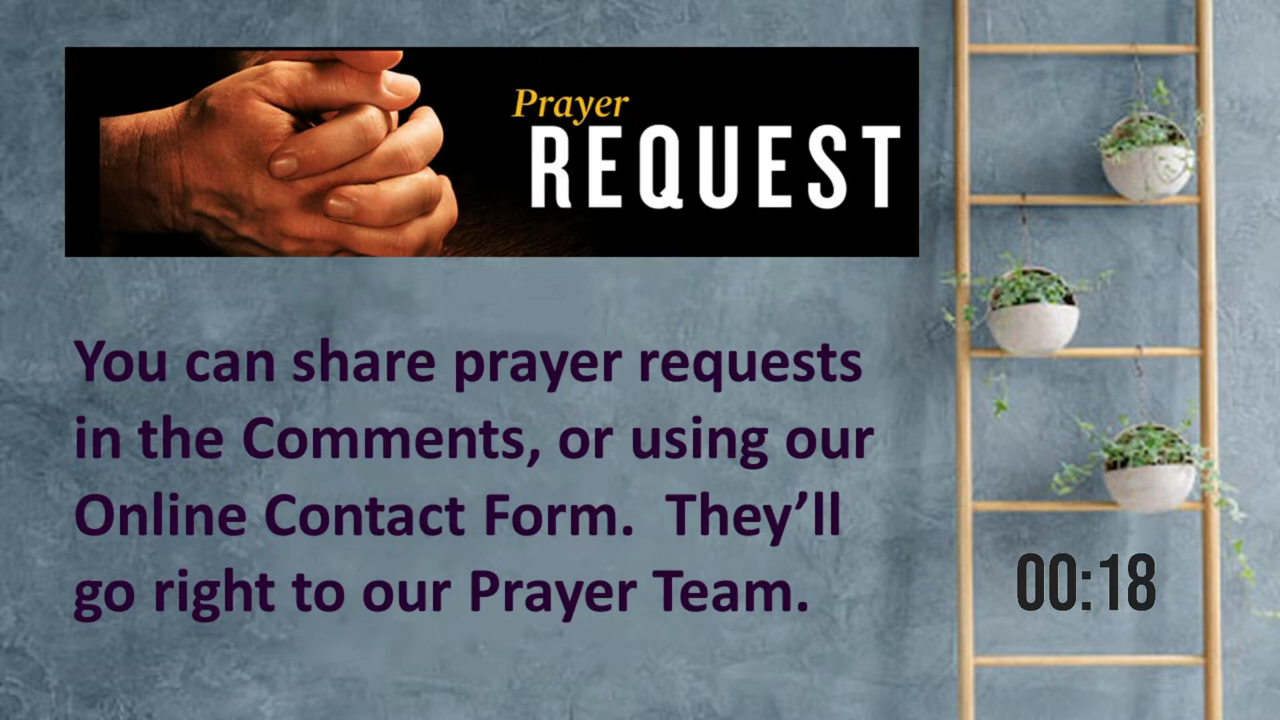 Prayer
REQUEST
You can share prayer requests
in the Comments, or using our
Online Contact Form.  They’ll
go right to our Prayer Team.
00:18